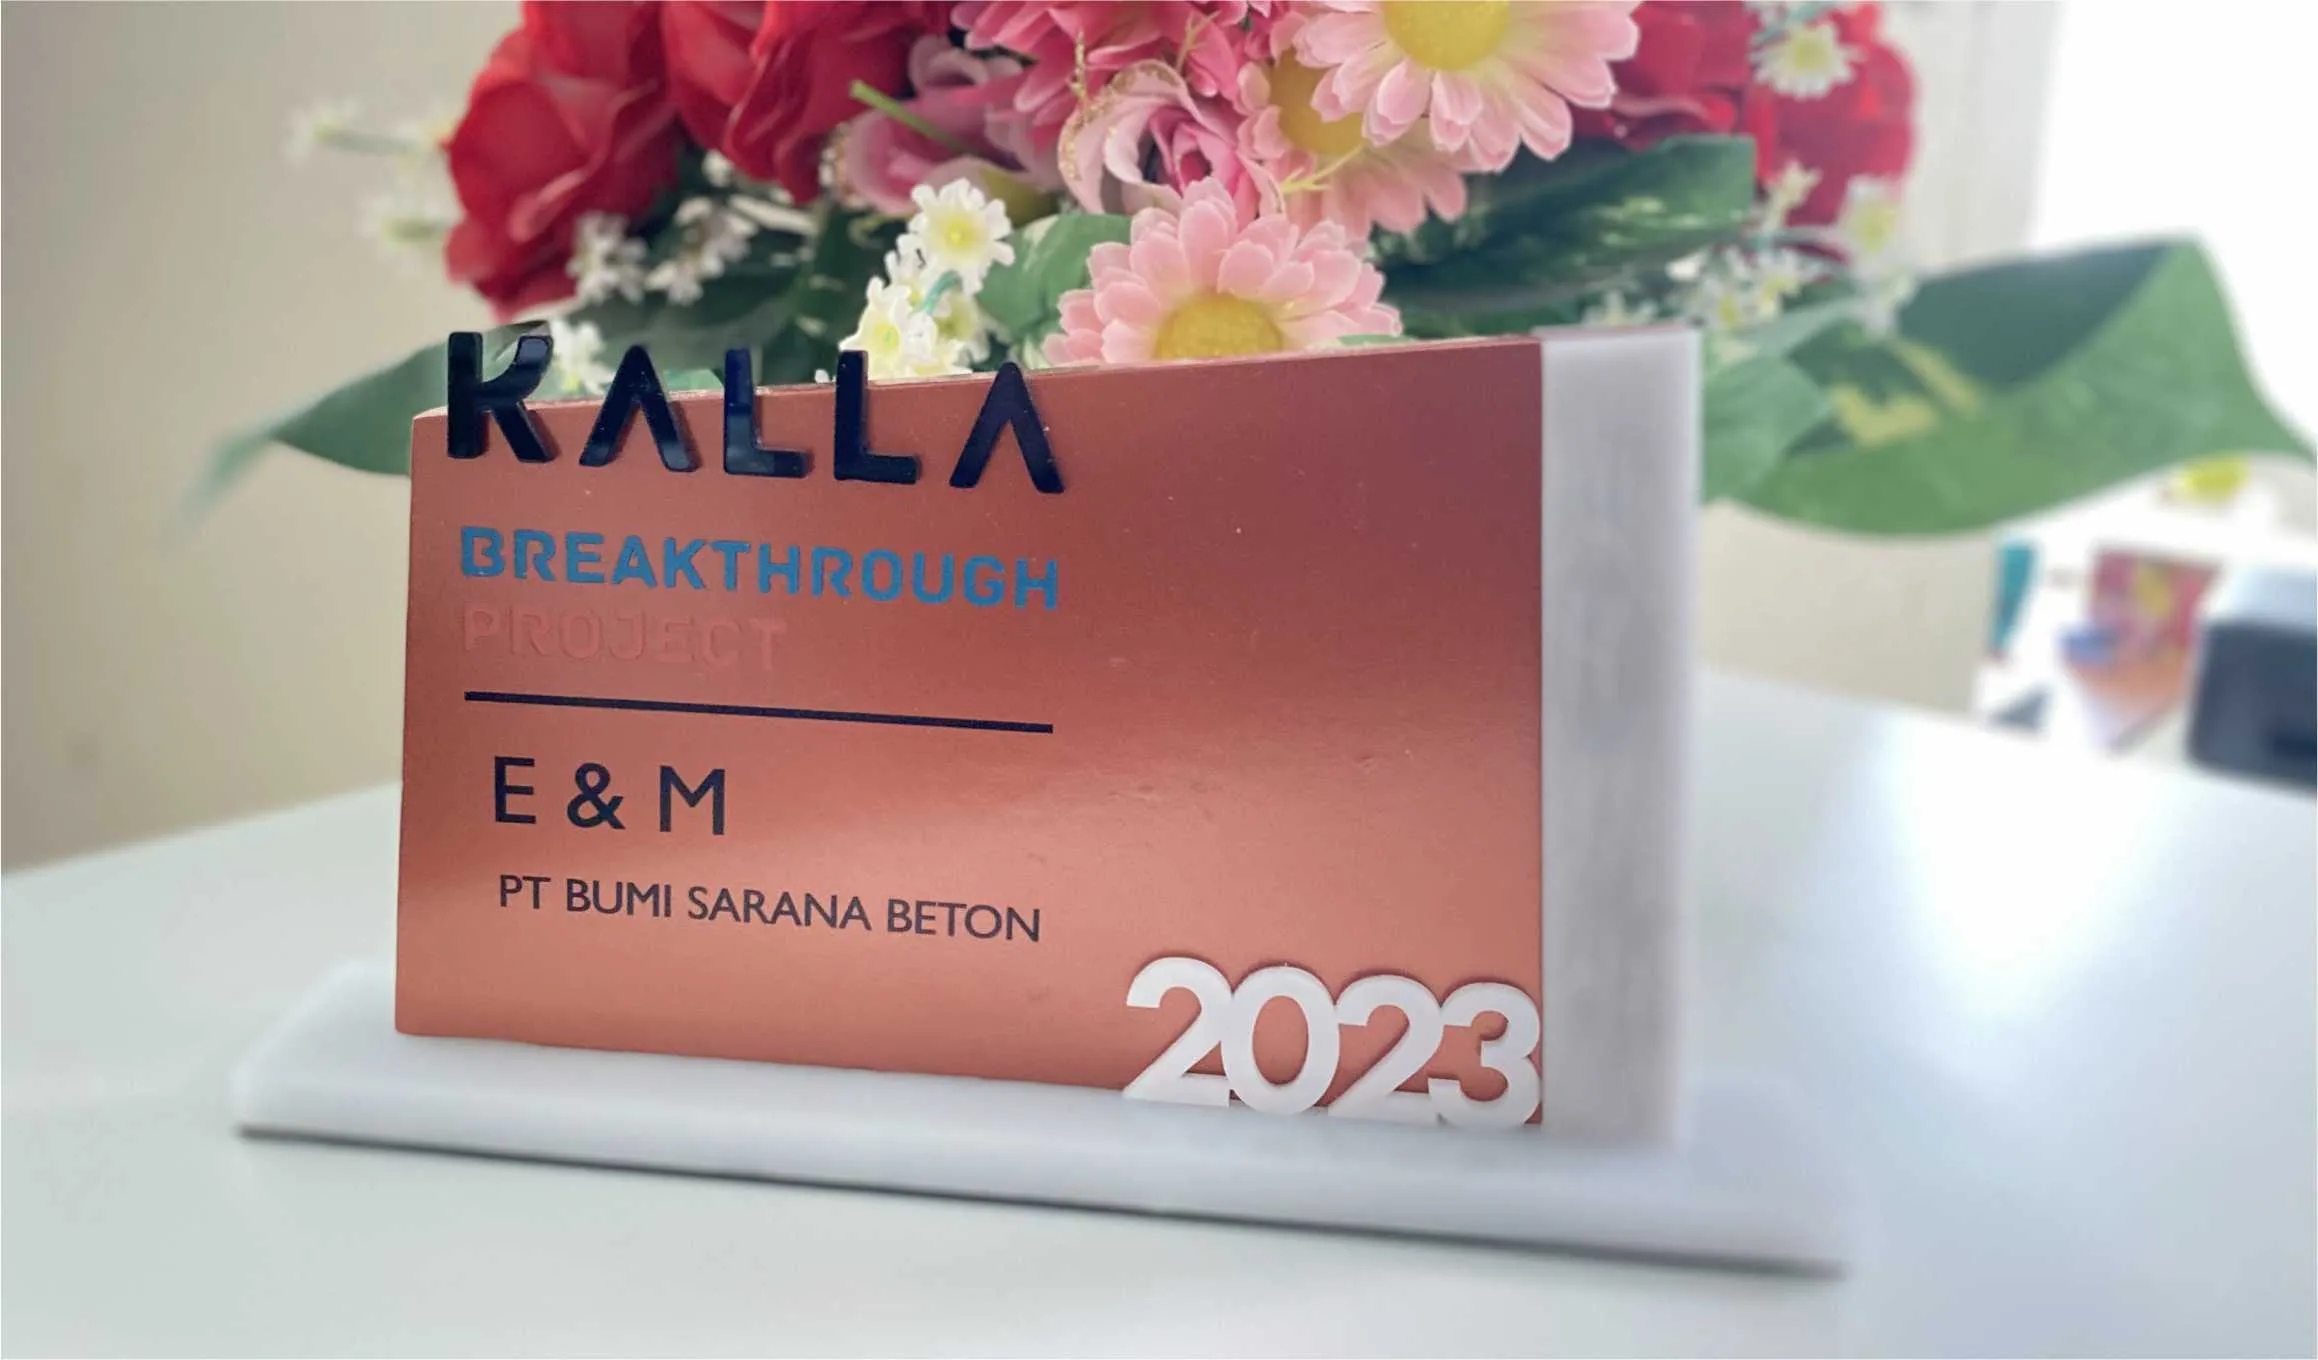 KALLA
BREAKTHROUGH
PROJECT
E & M
PT BUMI SARANA BETON
2023